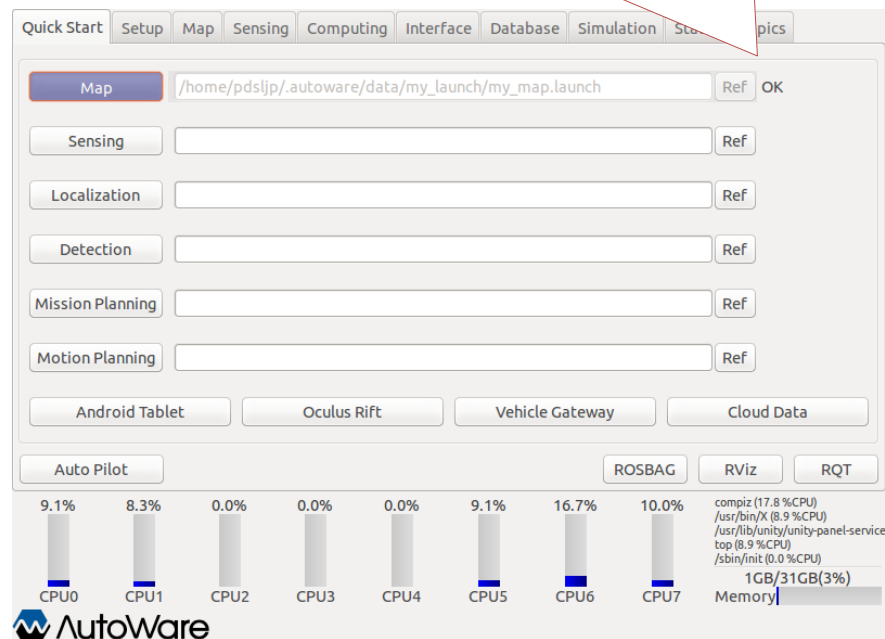 Quick Start Setup Map Sensing Computing Interface Database Simulation
Map /home/pdsljp/.autoware/data/my_launch/my_map.launch Ref OK
Sensing Ref
Localization Ref
Detection Ref
Mission Planning Ref
Motion Planning Ref
Android Tablet Oculus Rift Vehicle Gateway Cloud Data
Auto Pilot ROSBAG RViz RQT
9.1% 8.3% 0.0% 0.0% 0.0% 9.1% 16.7% 10.0%
CPU0 CPU1 CPU2 CPU3 CPU4 CPU5 CPU6 CPU7
compiz (17.8 %CPU)
/usr/bin/X (8.9 %CPU)
/usr/lib/unity/unity-panel-service
top (8.9 %CPU)
/sbin/init (0.0 %CPU)
1GB/31GB(3%)
Memory
AutoWare